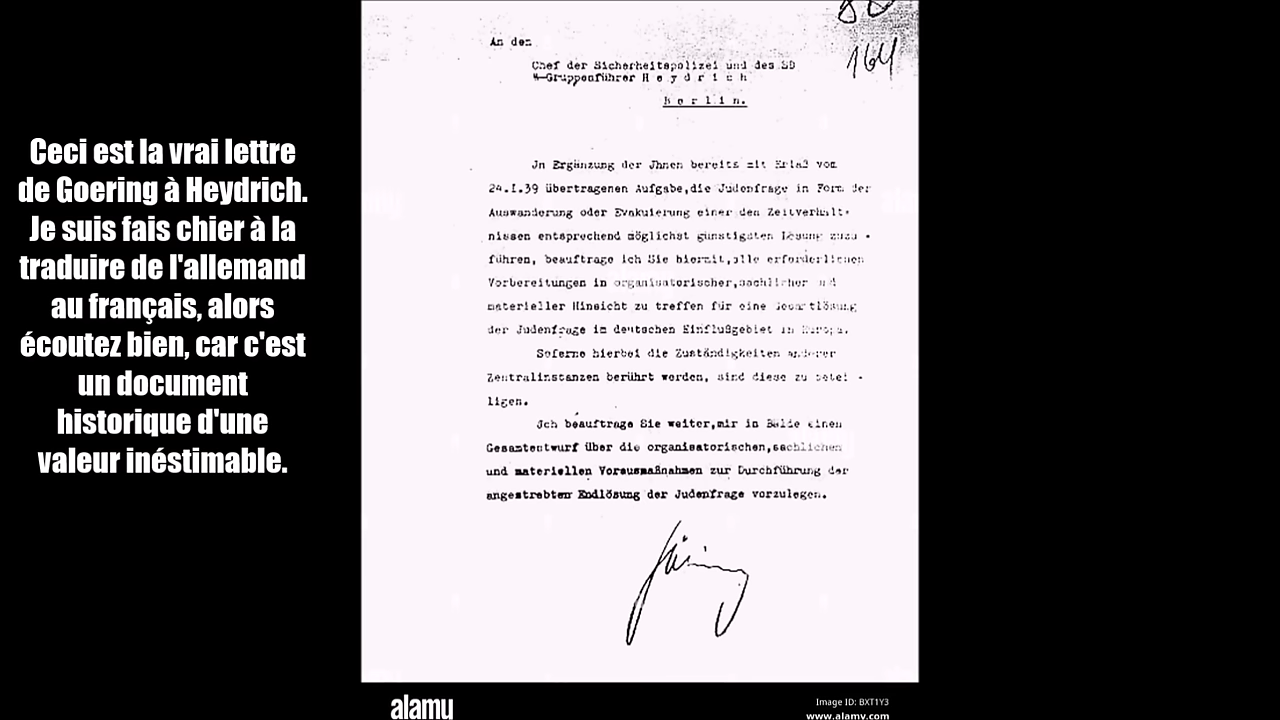 Ceci est la vrai lettre
de Goering à Heydrich.
Je suis fais chier à la
traduire de l'allemand
au français, alors
écoutez bien, car c'est
un document
historique d'une
valeur inéstimable.
164
An den
Chef der Sicherheitspolizei und des SD
Gruppenführer H e y d r i c h
B e r l i n.
Jn Ergänzung der Jhnen bereits mit Erlaß vom
24.I.39 übertragenen Aufgabe,die Judenfrage in Form der
Auswanderung oder Evakuierung einer den Zeitverhält-
nissen entsprechend möglichst günstigsten Lösung zuzu -
führen, beauftrage ich Sie hiermit,alle erforderlichen
Vorbereitungen in organisatorischer,sachlicher und
materieller Hinsicht zu treffen für eine Gesamtlösung
der Judenfrage im deutschen Einflußgebiet in Europa.
Soferne hierbei die Zuständigkeiten anderer
Zentralinstanzen berührt werden, sind diese zu betei -
ligen.
Jch beauftrage Sie weiter,mir in Bälde einen
Gesamtentwurf über die organisatorischen,sachlichen
und materiellen Vorausmaßnahmen zur Durchführung der
angestrebten Endlösung der Judenfrage vorzulegen.
Göring
alamy
Image ID: BXT1Y3
www.alamy.com